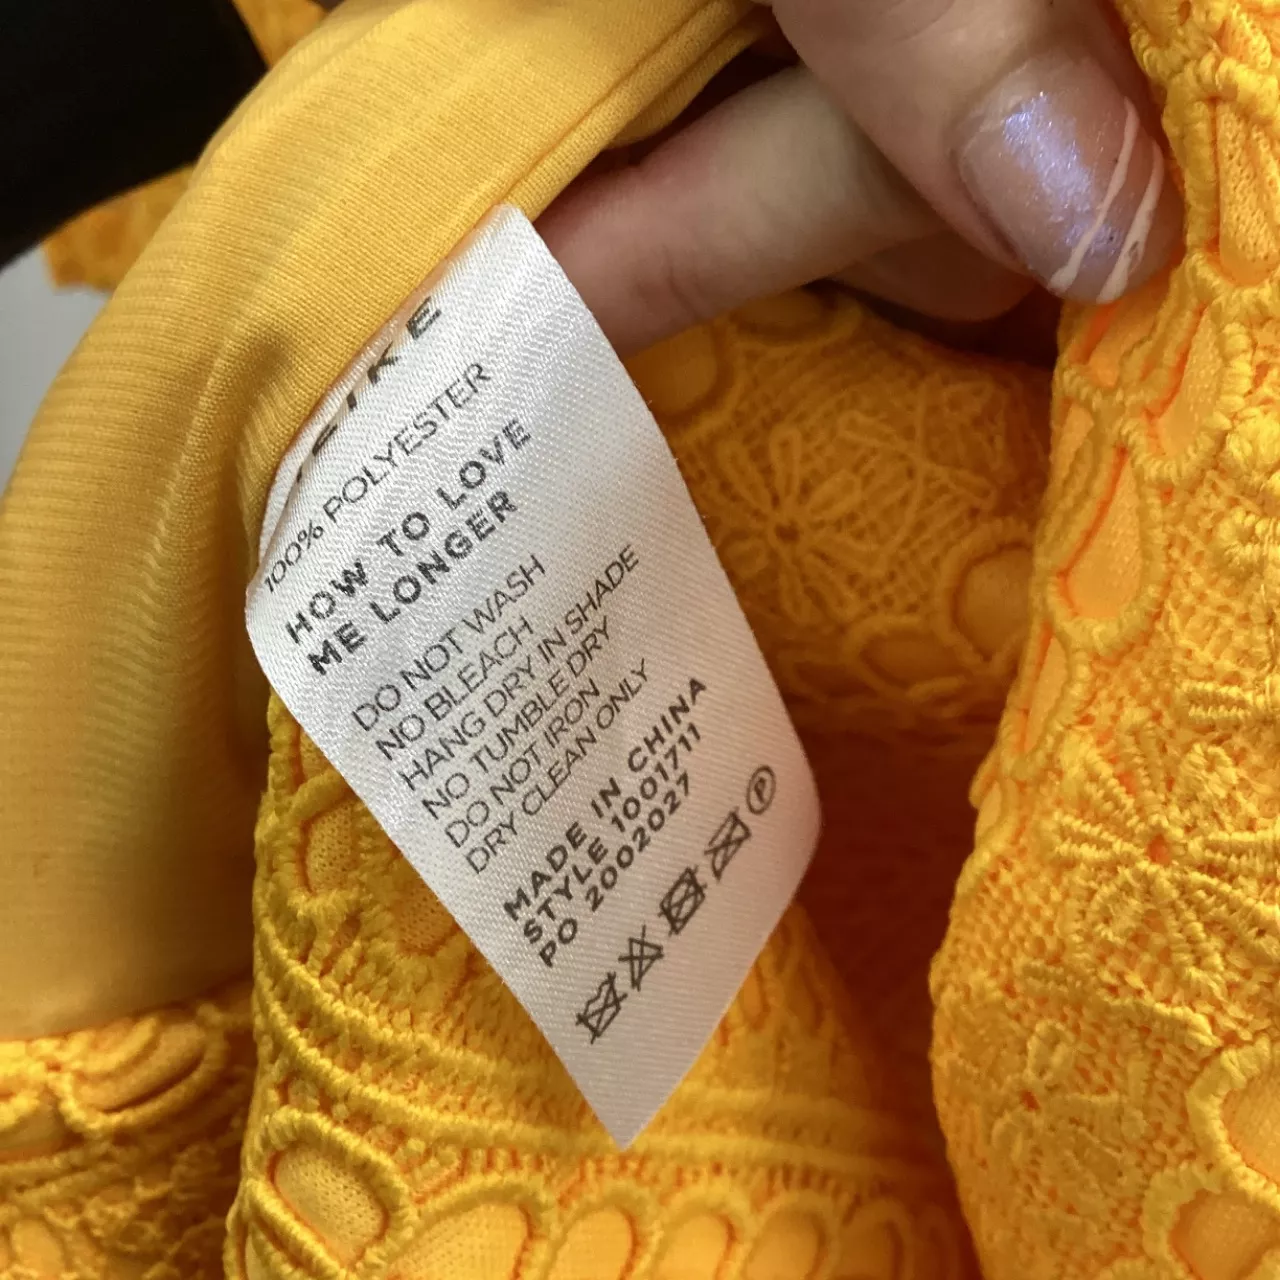 100% POLYESTER
HOW TO LOVE
ME LONGER
DO NOT WASH
NO BLEACH
HANG DRY IN SHADE
NO TUMBLE DRY
DO NOT IRON
DRY CLEAN ONLY
MADE IN CHINA
STYLE 1001711
PO 2002027
P